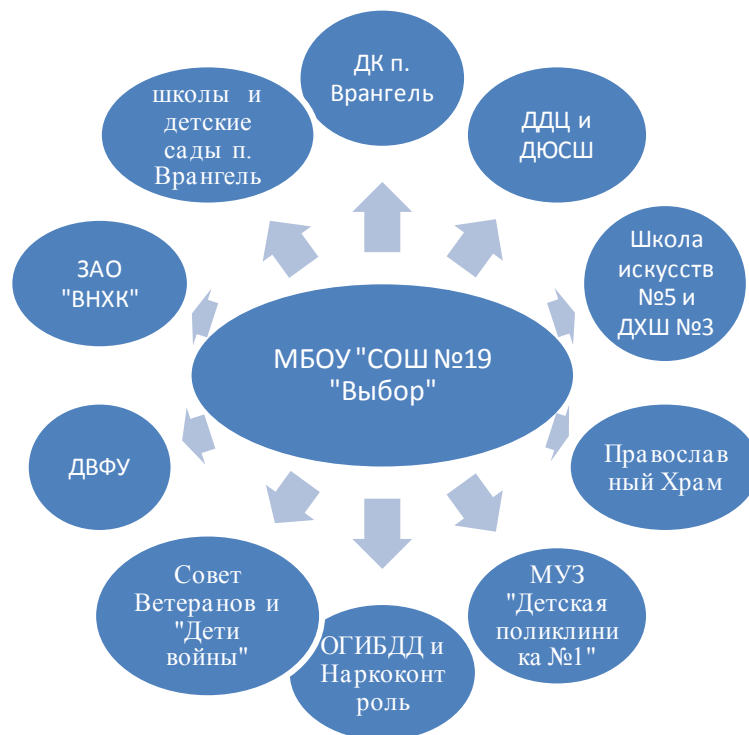 ДК п.
Врангель
ДДЦ и
ДЮСШ
Школа
искусств
№5 и
ДХШ №3
Православ
ный Храм
МУЗ
"Детская
поликлини
ка №1"
ОГИБДД и
Наркоконт
роль
Совет
Ветеранов и
"Дети
войны"
ДВФУ
ЗАО
"ВНХК"
школы и
детские
сады п.
Врангель
МБОУ "СОШ №19
"Выбор"